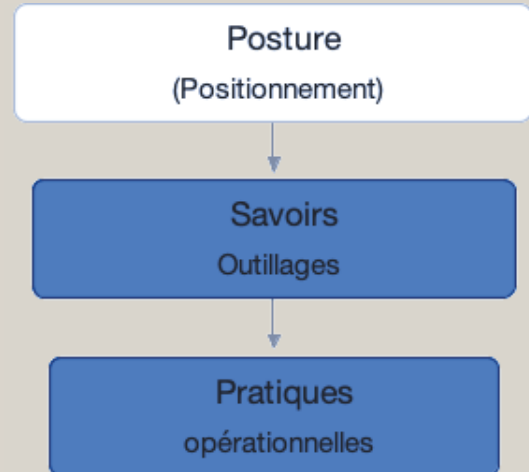 Posture
(Positionnement)
Savoirs
Outillages
Pratiques
opérationnelles